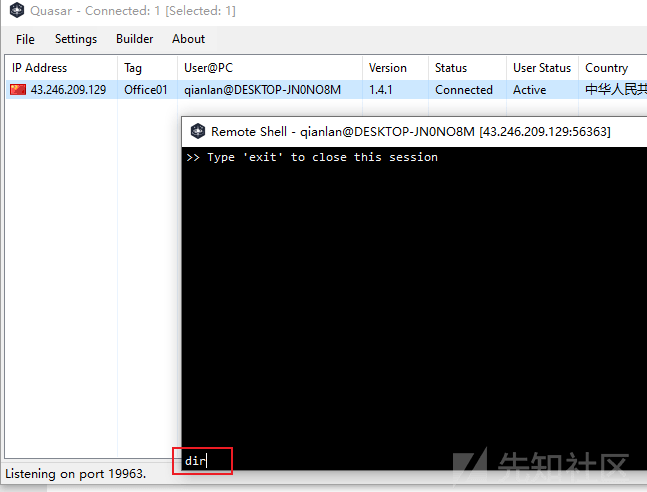 Quasar - Connected: 1 [Selected: 1]
File Settings Builder About
IP Address Tag User@PC Version Status User Status Country
43.246.209.129 Office01 qianlan@DESKTOP-JN0NO8M 1.4.1 Connected Active 中华人民共
Remote Shell - qianlan@DESKTOP-JN0NO8M [43.246.209.129:56363]
>> Type 'exit' to close this session
dir
Listening on port 19963.
先知社区